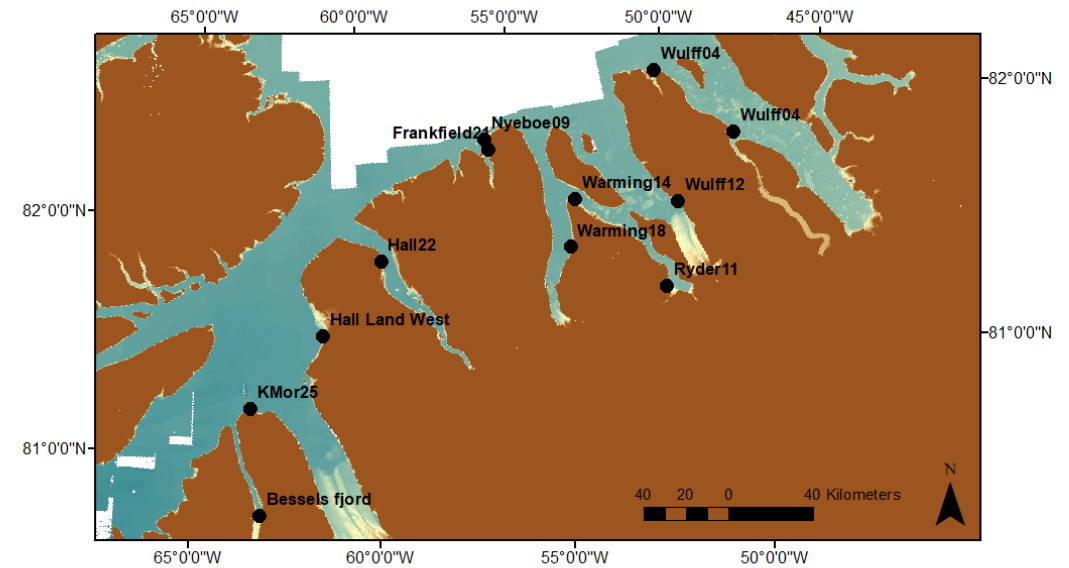 65°0'0"W 60°0'0"W 55°0'0"W 50°0'0"W 45°0'0"W
Wulff04
82°0'0"N
Wulff04
Nyeboe09
Frankfield21
Warming14
Wulff12
82°0'0"N
Warming18
Hall22
Ryder11
Hall Land West
81°0'0"N
KMor25
81°0'0"N
N
Bessels fjord
40 20 0 40 Kilometers
65°0'0"W 60°0'0"W 55°0'0"W 50°0'0"W